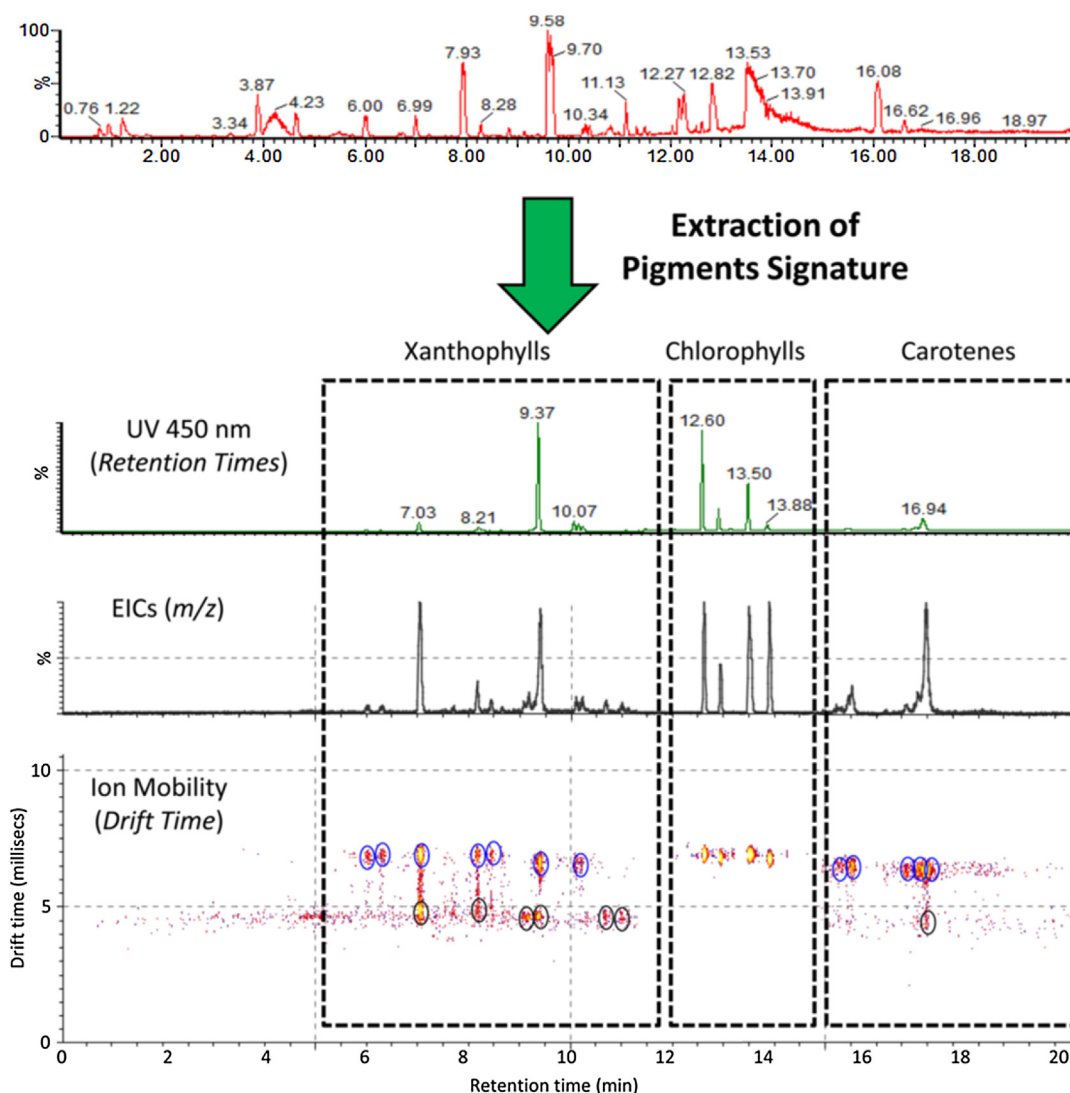 9.58
100
9.70
7.93
13.53
13.70
%
3.87
12.27 12.82
16.08
11.13
13.91
0.76 1.22
4.23
6.00
6.99
8.28
10.34
16.62
3.34
16.96
18.97
0
2.00 4.00 6.00 8.00 10.00 12.00 14.00 16.00 18.00
Extraction of
Pigments Signature
Xanthophylls
Chlorophylls
Carotenes
UV 450 nm
(Retention Times)
%
9.37
12.60
13.50
7.03
8.21
10.07
13.88
16.94
EICs (m/z)
%
10
Ion Mobility
(Drift Time)
Drift time (millisecs)
5
0
0 2 4 6 8 10 12 14 16 18 20
Retention time (min)